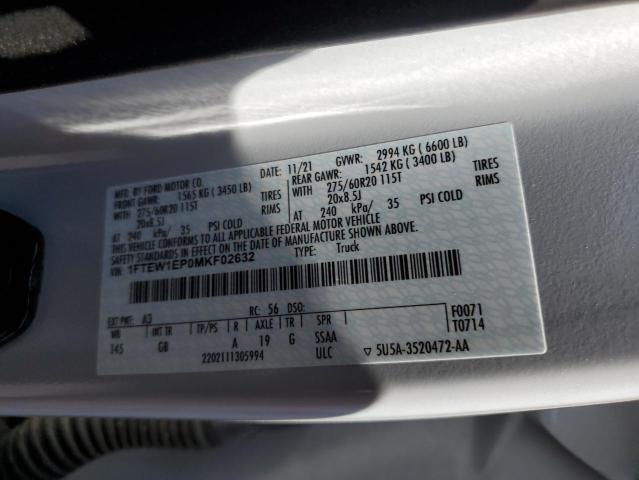 MFD. BY FORD MOTOR CO.
DATE: 11/21 GVWR: 2994 KG ( 6600 LB)
FRONT GAWR: 1565 KG ( 3450 LB)
REAR GAWR: 1542 KG ( 3400 LB)
WITH 275/60R20 115T TIRES
WITH 275/60R20 115T TIRES
20x8.5J RIMS
20x8.5J RIMS
AT 240 kPa/ 35 PSI COLD
AT 240 kPa/ 35 PSI COLD
THIS VEHICLE CONFORMS TO ALL APPLICABLE FEDERAL MOTOR VEHICLE
SAFETY STANDARDS IN EFFECT ON THE DATE OF MANUFACTURE SHOWN ABOVE.
VIN: 1FTEW1EP0MKF02632
TYPE: Truck
EXT PNT: A3 RC: 56 DSO: F0071
WB INT TR TP/PS R AXLE TR SPR T0714
145 GB A 19 G SSAA
2202111305994 ULC ▽ 5U5A-3520472-AA